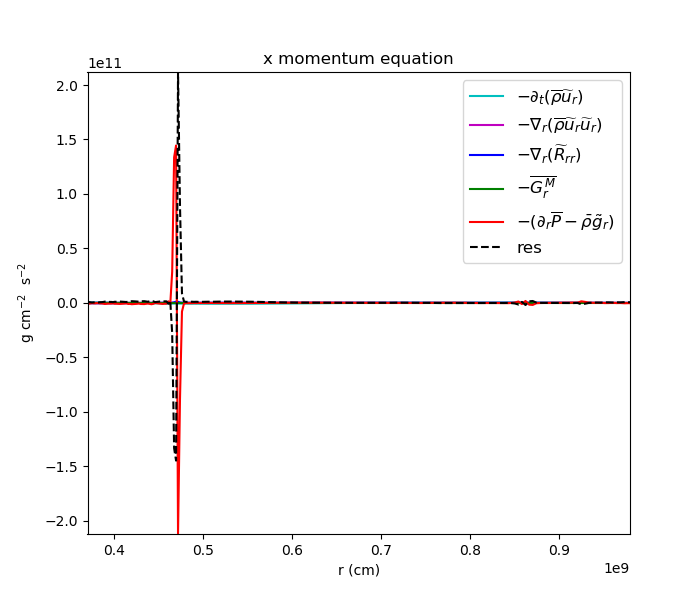 x momentum equation
1e11
2.0
1.5
1.0
0.5
0.0
−0.5
−1.0
−1.5
−2.0
g cm⁻² s⁻²
−∂ₜ(ρ̅ũᵣ)
−∇ᵣ(ρ̅ũᵣũᵣ)
−∇ᵣ(R̃ᵣᵣ)
−G̅ᵣᴹ
−(∂ᵣP̅ − ρ̄g̃ᵣ)
res
0.4
0.5
0.6
0.7
0.8
0.9
1e9
r (cm)